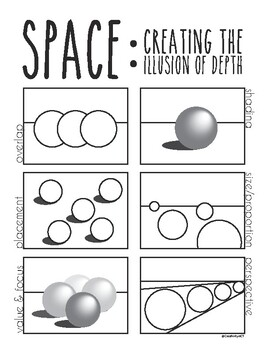 SPACE:
CREATING THE
ILLUSION OF DEPTH
overlap
shading
placement
size/proportion
value & focus
perspective